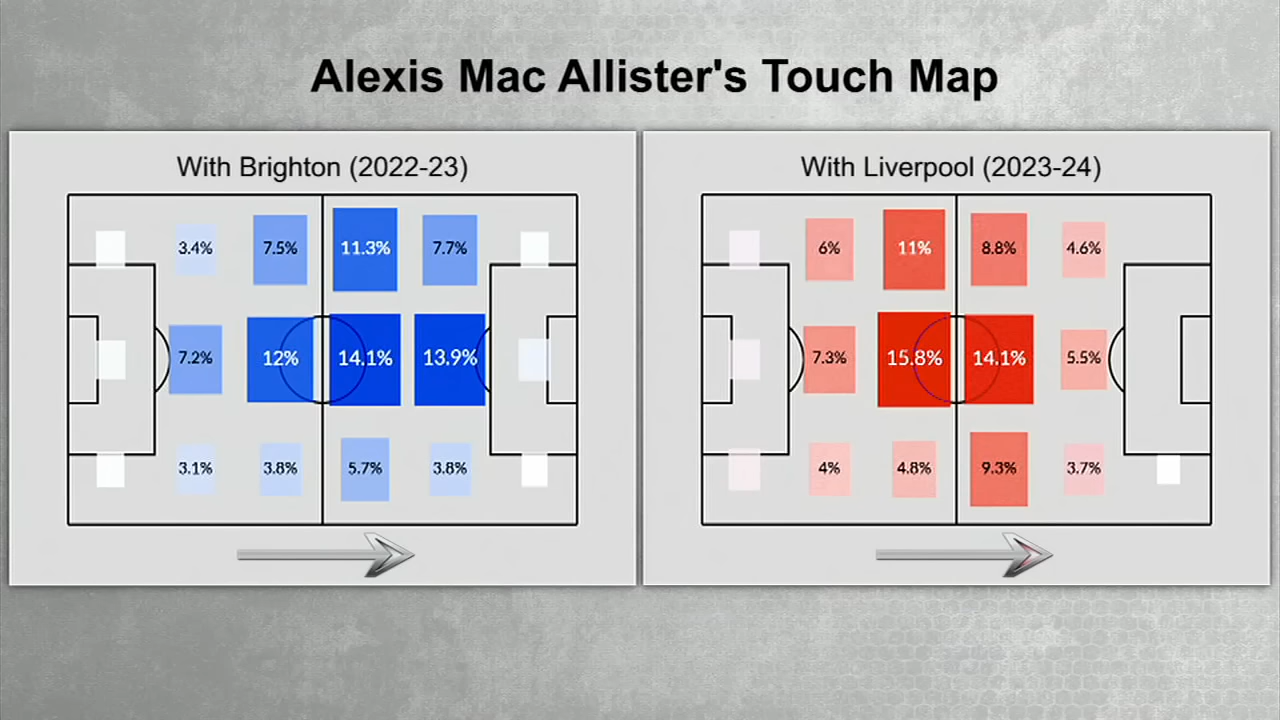 Alexis Mac Allister's Touch Map
With Brighton (2022-23)
3.4% 7.5% 11.3% 7.7%
7.2% 12% 14.1% 13.9%
3.1% 3.8% 5.7% 3.8%
With Liverpool (2023-24)
6% 11% 8.8% 4.6%
7.3% 15.8% 14.1% 5.5%
4% 4.8% 9.3% 3.7%